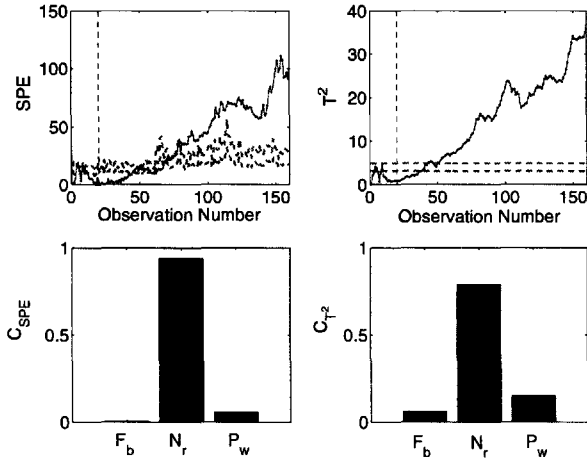 150
100
50
0
SPE
0
50
100
150
Observation Number
40
30
20
10
0
T²
0
50
100
150
Observation Number
1
0.5
0
C_SPE
F_b
N_r
P_w
1
0.5
0
C_T²
F_b
N_r
P_w